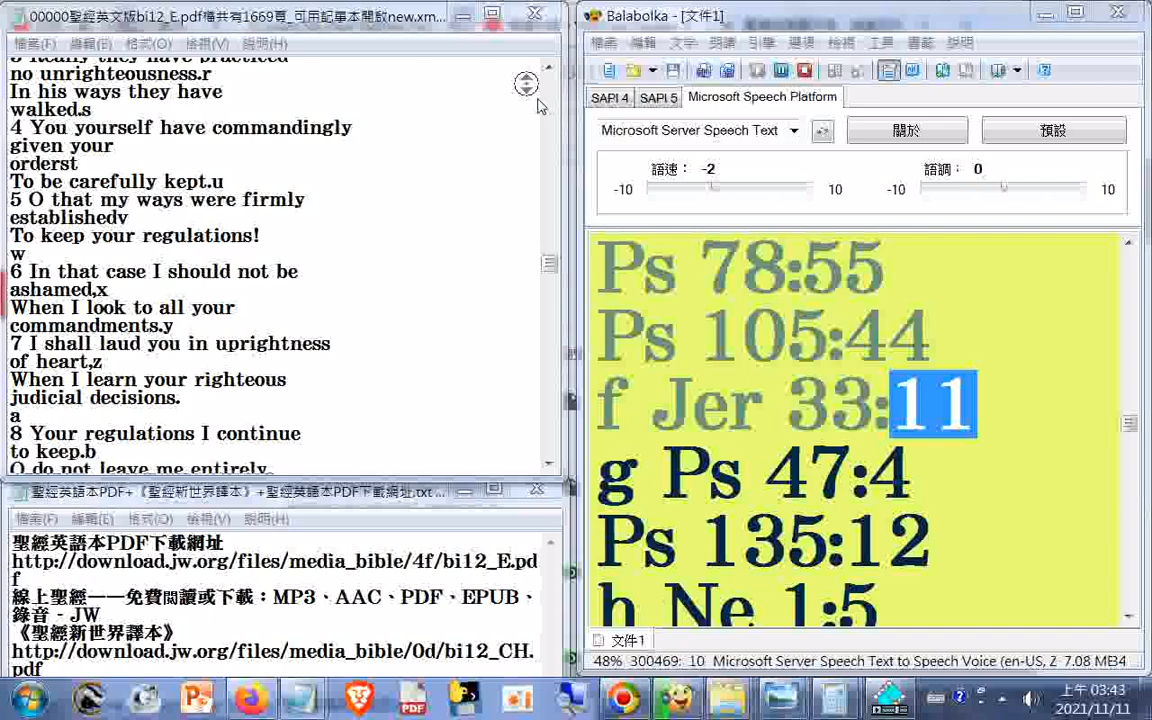 00000聖經英文版bi12_E.pdf檔共有1669頁_可用記事本開啟new.xm...
檔案(F) 編輯(E) 格式(O) 檢視(V) 說明(H)
3 Really they have practiced
no unrighteousness.r
In his ways they have
walked.s
4 You yourself have commandingly
given your
orderst
To be carefully kept.u
5 O that my ways were firmly
establishedv
To keep your regulations!
w
6 In that case I should not be
ashamed,x
When I look to all your
commandments.y
7 I shall laud you in uprightness
of heart,z
When I learn your righteous
judicial decisions.
a
8 Your regulations I continue
to keep.b
O do not leave me entirely.
聖經英語本PDF+《聖經新世界譯本》+聖經英語本PDF下載網址.txt ...
檔案(F) 編輯(E) 格式(O) 檢視(V) 說明(H)
聖經英語本PDF下載網址
http://download.jw.org/files/media_bible/4f/bi12_E.pd
f
線上聖經——免費閱讀或下載：MP3、AAC、PDF、EPUB、
錄音 - JW
《聖經新世界譯本》
http://download.jw.org/files/media_bible/0d/bi12_CH.
pdf
Balabolka - [文件1]
檔案 編輯 文字 朗讀 引擎 選項 檢視 工具 書籤 說明
SAPI 4 SAPI 5 Microsoft Speech Platform
Microsoft Server Speech Text 關於 預設
語速： -2 語調： 0
-10 10 -10 10
Ps 78:55
Ps 105:44
f Jer 33:11
g Ps 47:4
Ps 135:12
h Ne 1:5
文件1
48% 300469: 10 Microsoft Server Speech Text to Speech Voice (en-US, Z 7.08 MB34
上午 03:43
2021/11/11